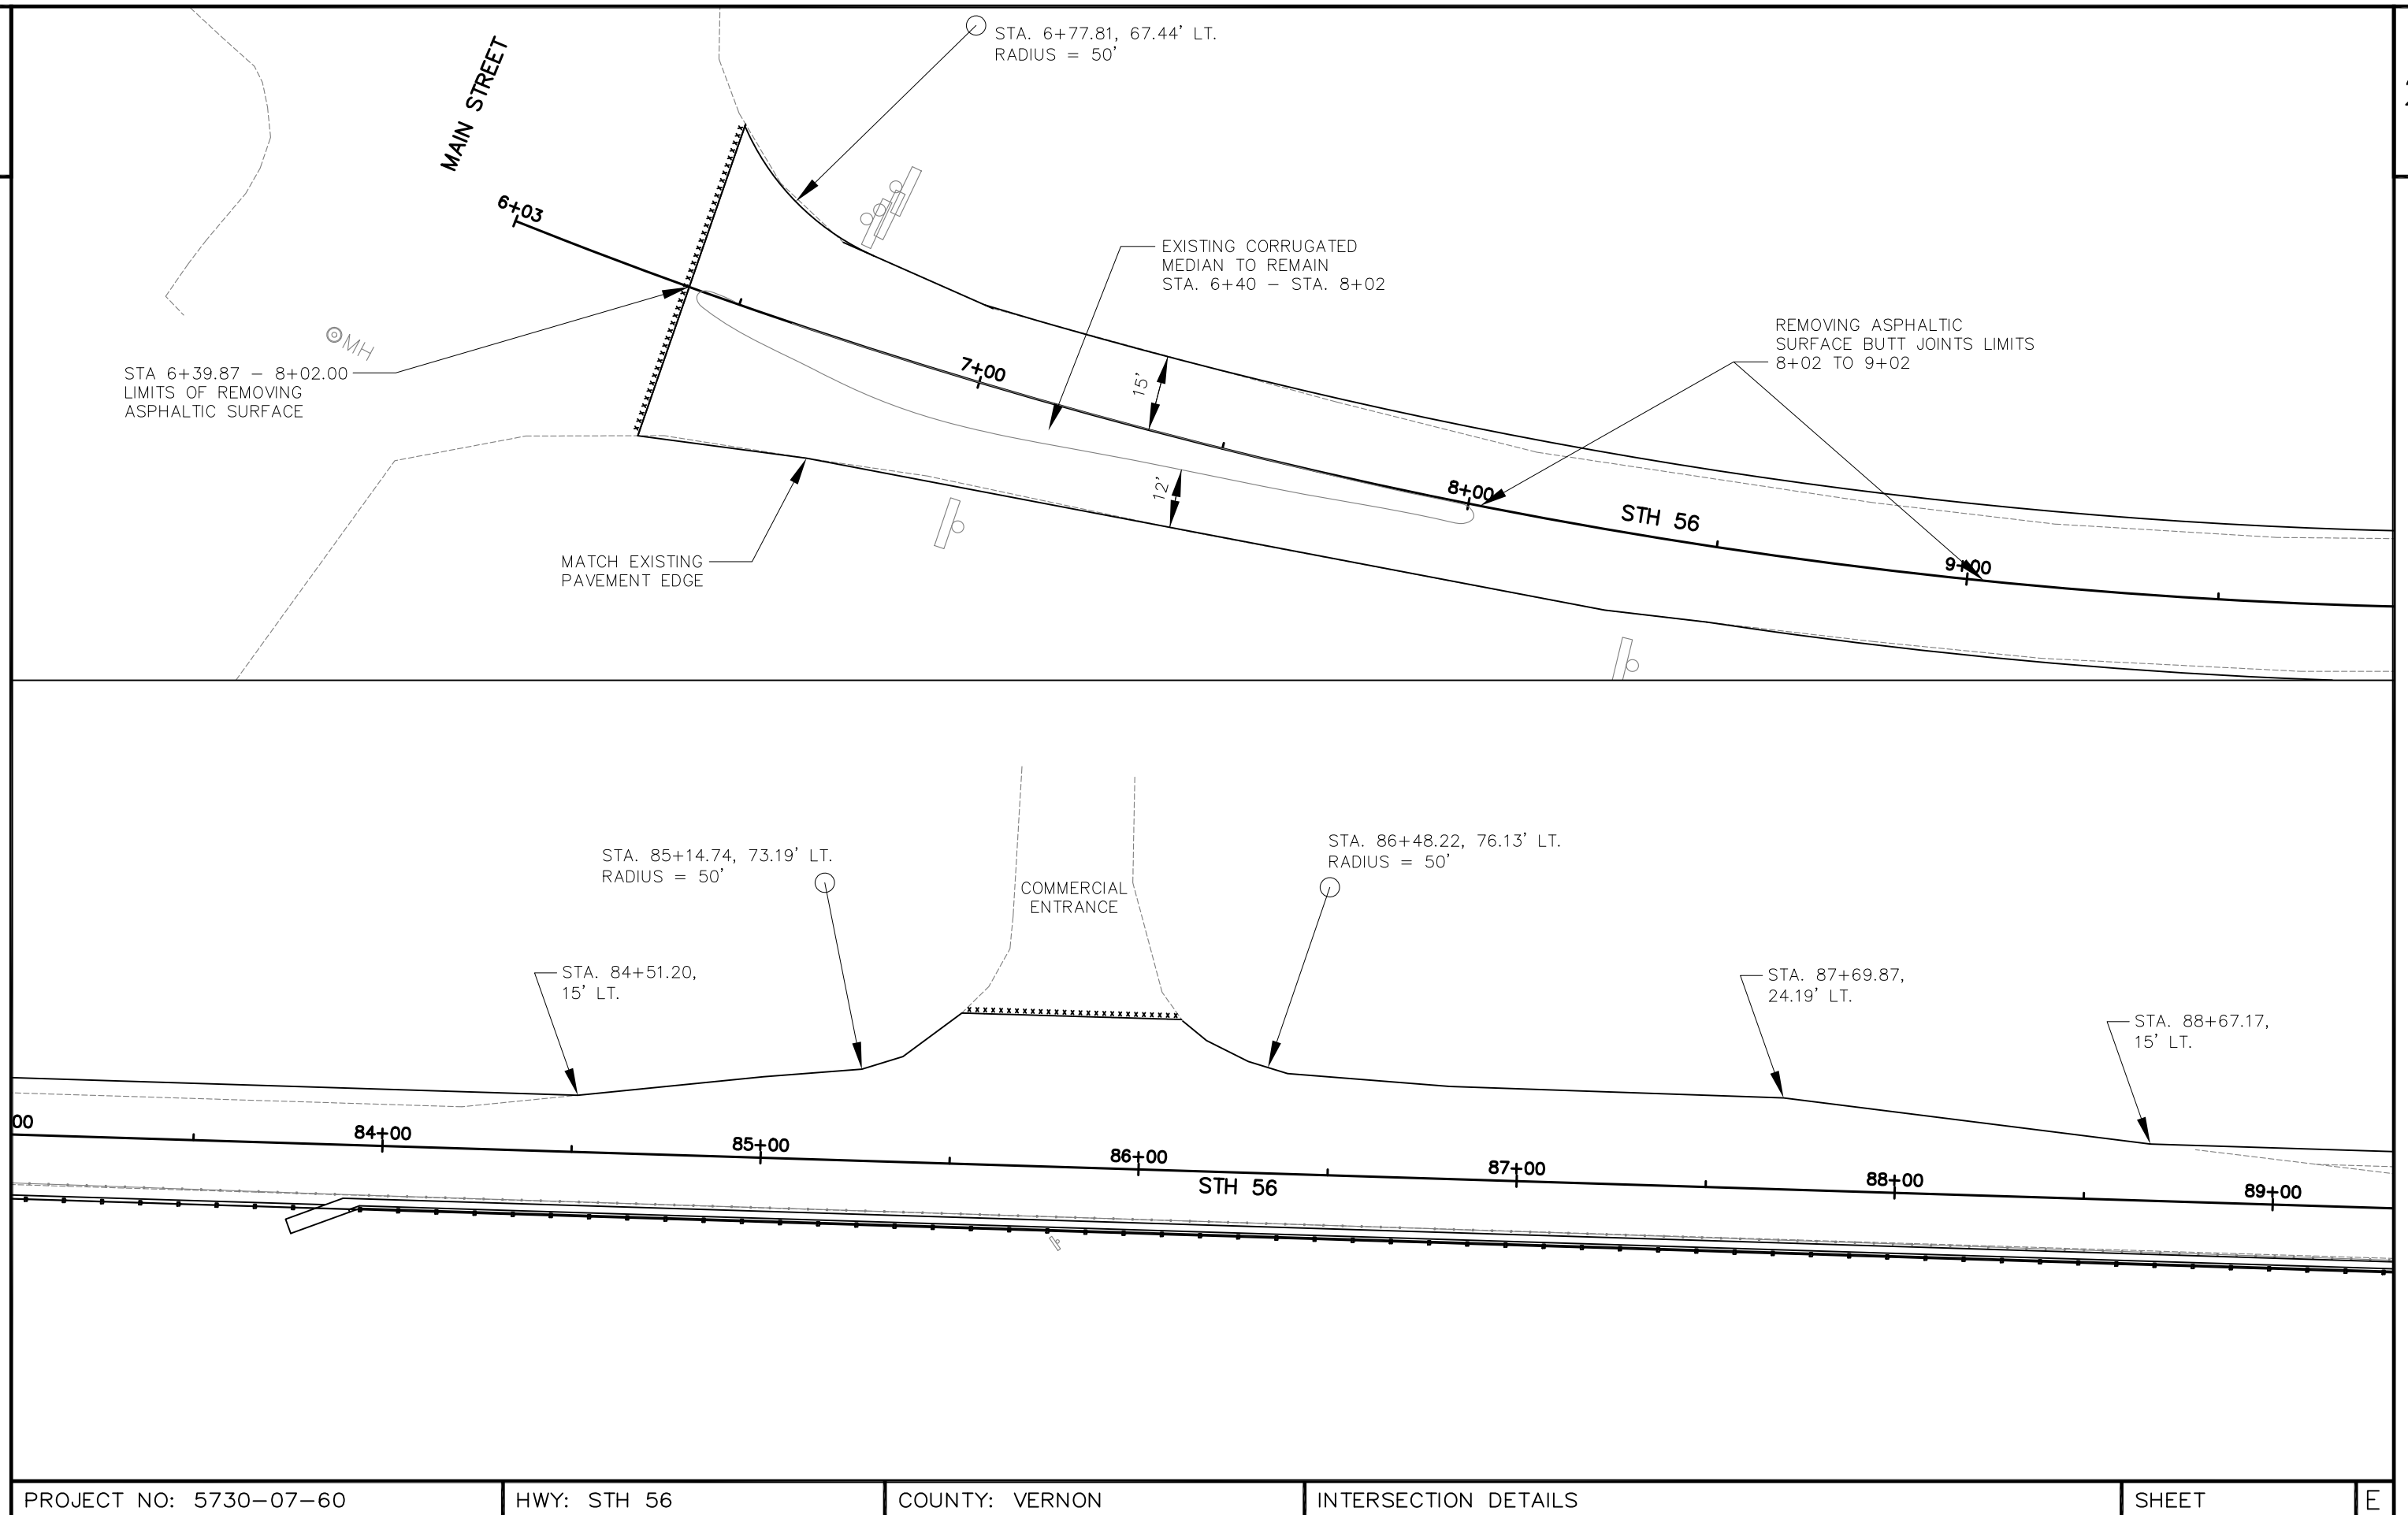 STA. 6+77.81, 67.44' LT.
RADIUS = 50'
MAIN STREET
6+03
EXISTING CORRUGATED
MEDIAN TO REMAIN
STA. 6+40 – STA. 8+02
REMOVING ASPHALTIC
SURFACE BUTT JOINTS LIMITS
8+02 TO 9+02
MH
STA 6+39.87 – 8+02.00
LIMITS OF REMOVING
ASPHALTIC SURFACE
7+00
15'
12'
8+00
STH 56
9+00
MATCH EXISTING
PAVEMENT EDGE
STA. 85+14.74, 73.19' LT.
RADIUS = 50'
STA. 86+48.22, 76.13' LT.
RADIUS = 50'
COMMERCIAL
ENTRANCE
STA. 84+51.20,
15' LT.
STA. 87+69.87,
24.19' LT.
STA. 88+67.17,
15' LT.
00
84+00
85+00
86+00
87+00
88+00
89+00
STH 56
PROJECT NO: 5730-07-60
HWY: STH 56
COUNTY: VERNON
INTERSECTION DETAILS
SHEET
E